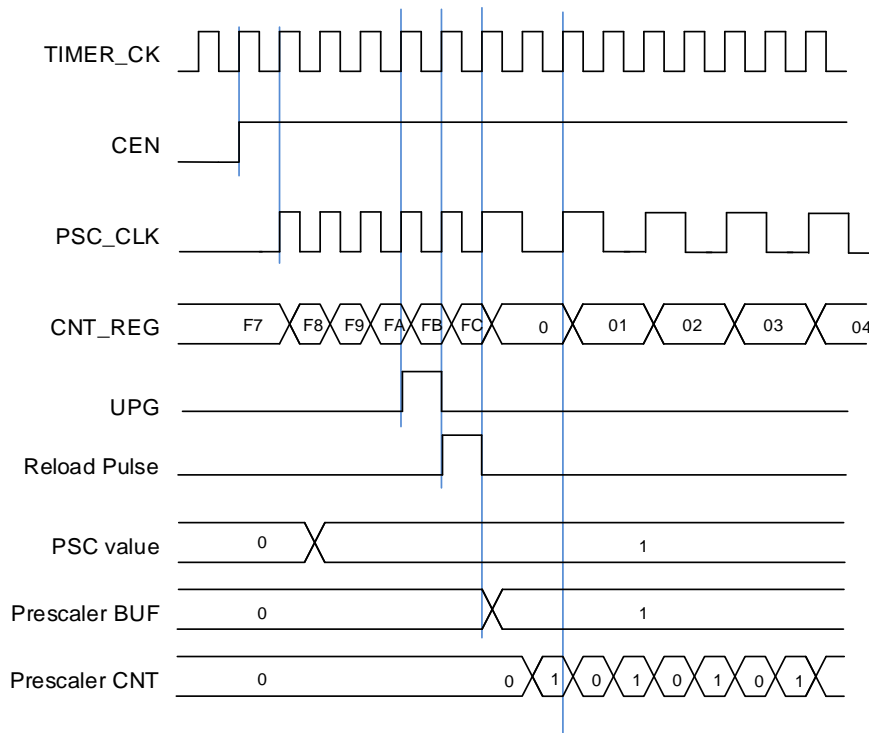 TIMER_CK
CEN
PSC_CLK
CNT_REG F7 F8 F9 FA FB FC 0 01 02 03 04
UPG
Reload Pulse
PSC value 0 1
Prescaler BUF 0 1
Prescaler CNT 0 0 1 0 1 0 1 0 1